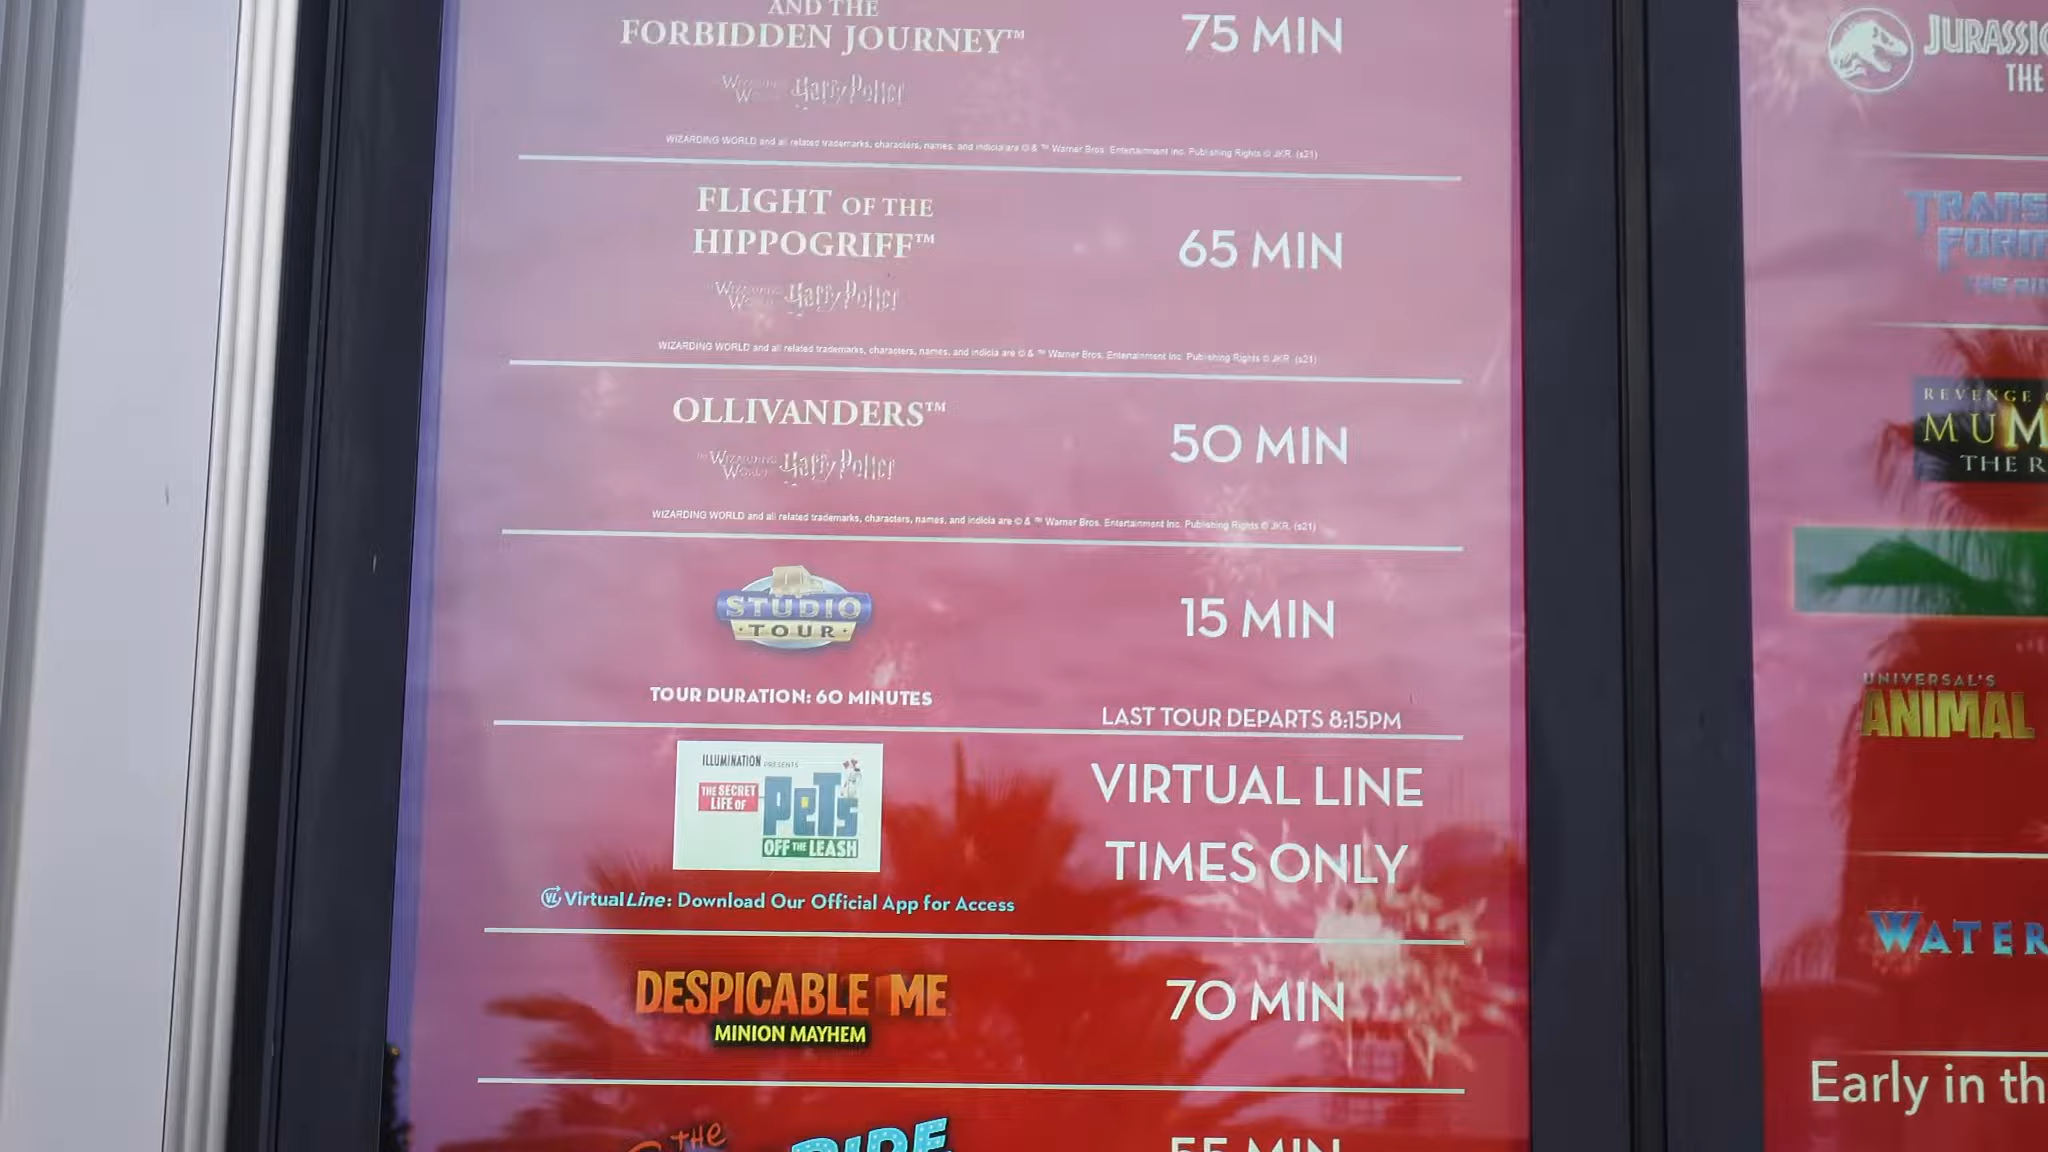 AND THE
FORBIDDEN JOURNEY™
75 MIN
WIZARDING WORLD Harry Potter
WIZARDING WORLD and all related trademarks, characters, names, and indicia are © & ™ Warner Bros. Entertainment Inc. Publishing Rights © JKR. (s21)
FLIGHT OF THE
HIPPOGRIFF™
65 MIN
WIZARDING WORLD Harry Potter
WIZARDING WORLD and all related trademarks, characters, names, and indicia are © & ™ Warner Bros. Entertainment Inc. Publishing Rights © JKR. (s21)
OLLIVANDERS™
50 MIN
THE WIZARDING WORLD Harry Potter
WIZARDING WORLD and all related trademarks, characters, names, and indicia are © & ™ Warner Bros. Entertainment Inc. Publishing Rights © JKR. (s21)
STUDIO
·TOUR·
15 MIN
TOUR DURATION: 60 MINUTES
LAST TOUR DEPARTS 8:15PM
ILLUMINATION PRESENTS
THE SECRET
LIFE OF
PETS
OFF THE LEASH
VIRTUAL LINE
TIMES ONLY
VL VirtualLine: Download Our Official App for Access
DESPICABLE ME
MINION MAYHEM
70 MIN
THE
RIDE
55 MIN
JURASSIC
THE
TRANS
FORM
REVENGE
MUM
THE R
UNIVERSAL'S
ANIMAL
WATER
Early in th